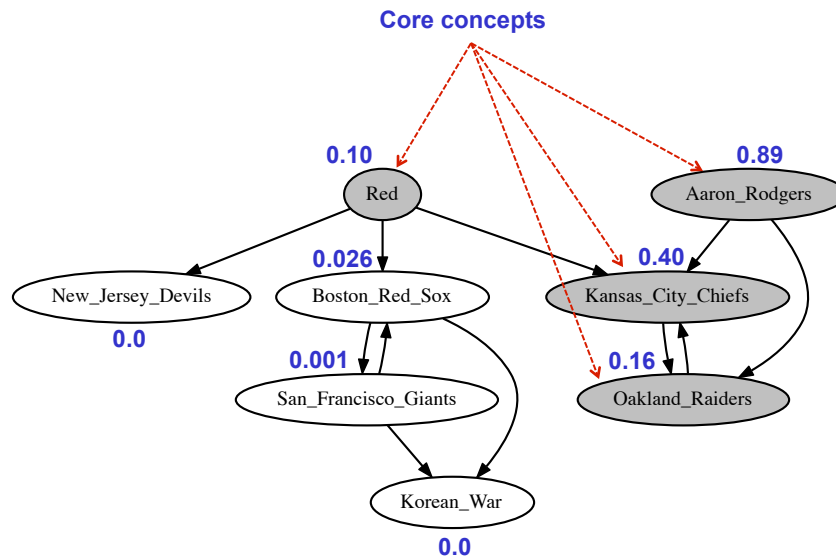 Core concepts
0.10
0.89
Red
Aaron_Rodgers
0.026
0.40
New_Jersey_Devils
Boston_Red_Sox
Kansas_City_Chiefs
0.0
0.001
0.16
San_Francisco_Giants
Oakland_Raiders
Korean_War
0.0